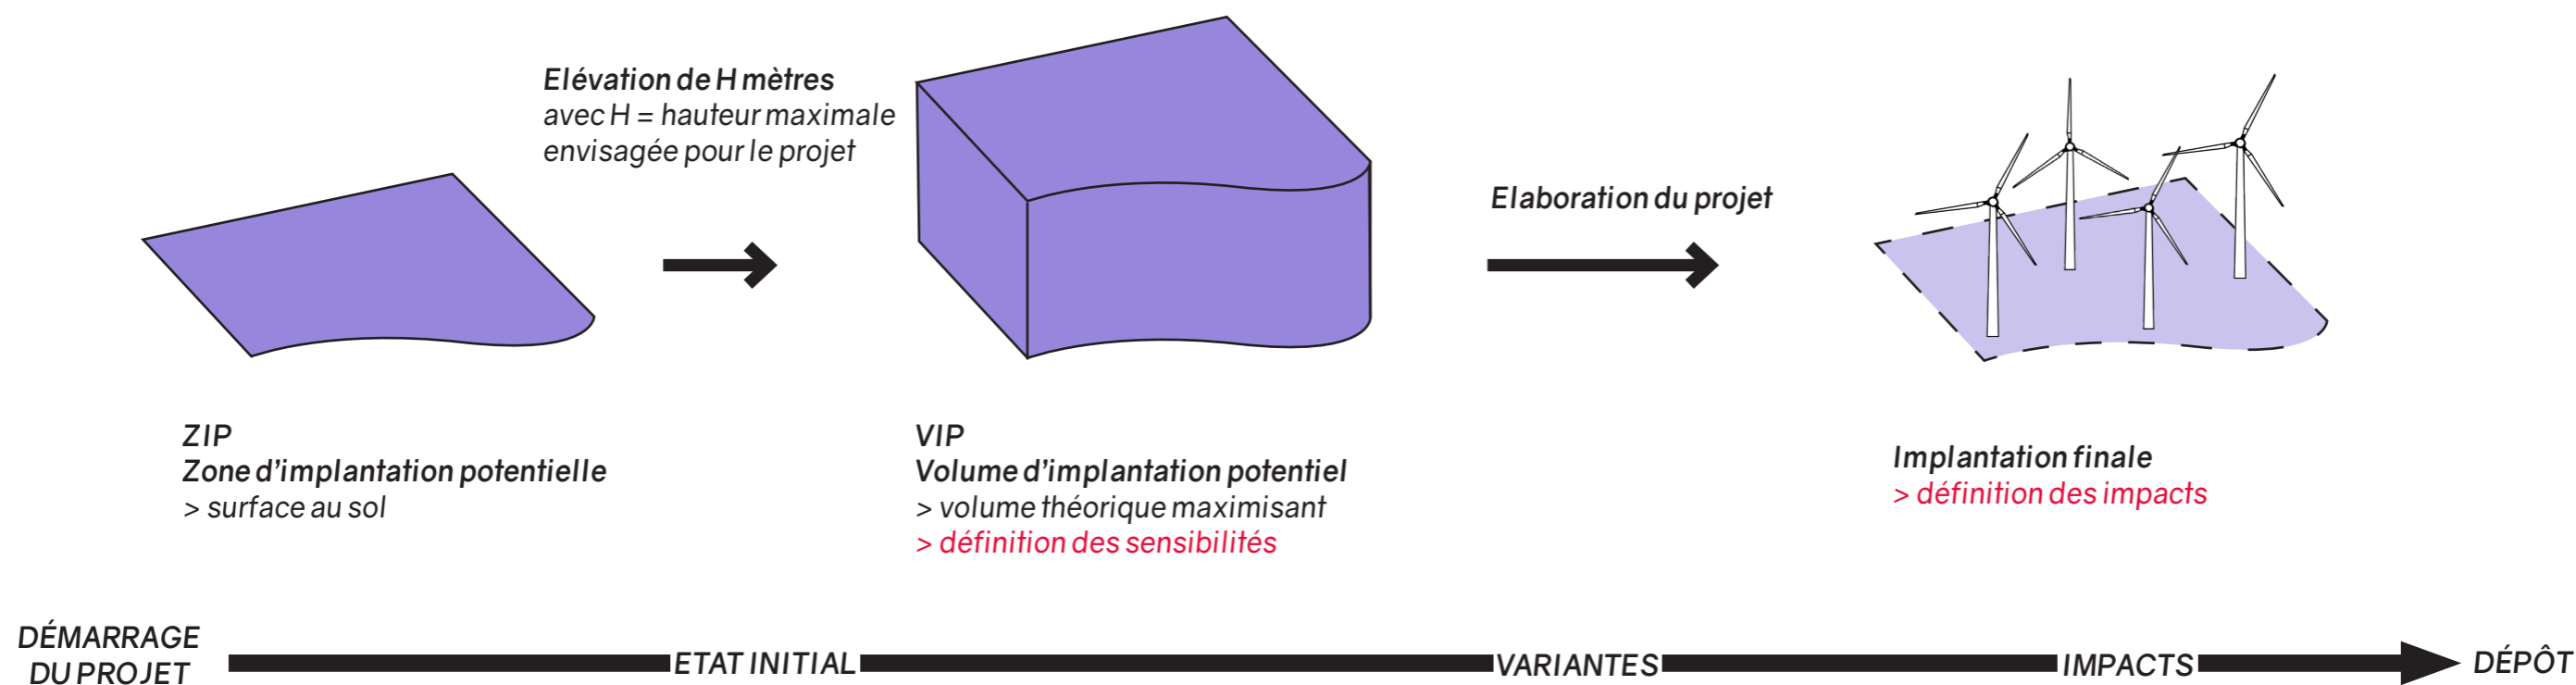 Elévation de H mètres
avec H = hauteur maximale
envisagée pour le projet
Elaboration du projet
ZIP
Zone d'implantation potentielle
> surface au sol
VIP
Volume d'implantation potentiel
> volume théorique maximisant
> définition des sensibilités
Implantation finale
> définition des impacts
DÉMARRAGE
DU PROJET
ETAT INITIAL
VARIANTES
IMPACTS
DÉPÔT